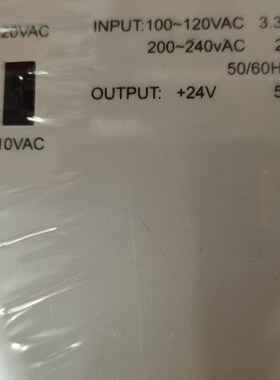 20VAC
INPUT:100~120VAC 3.3
200~240vAC 2
50/60H
OUTPUT: +24V 5
10VAC